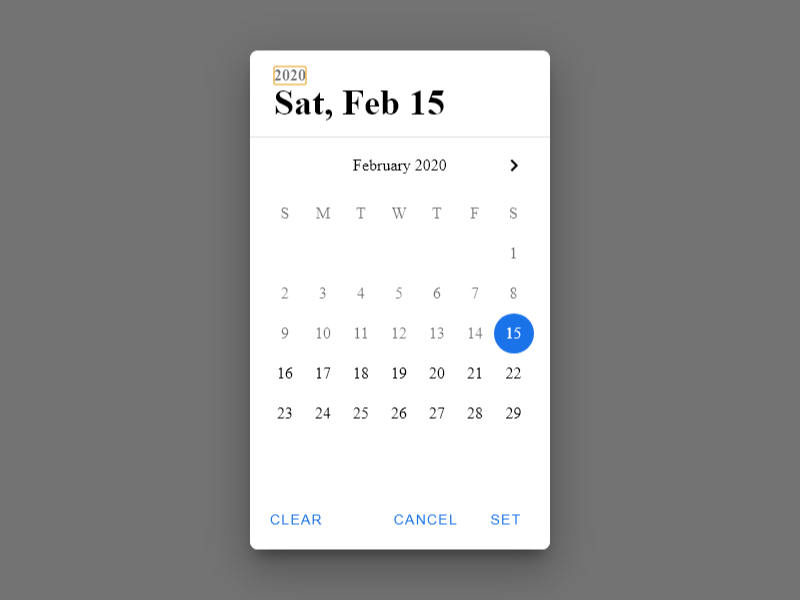 2020
Sat, Feb 15
February 2020
S M T W T F S
1
2 3 4 5 6 7 8
9 10 11 12 13 14 15
16 17 18 19 20 21 22
23 24 25 26 27 28 29
CLEAR CANCEL SET